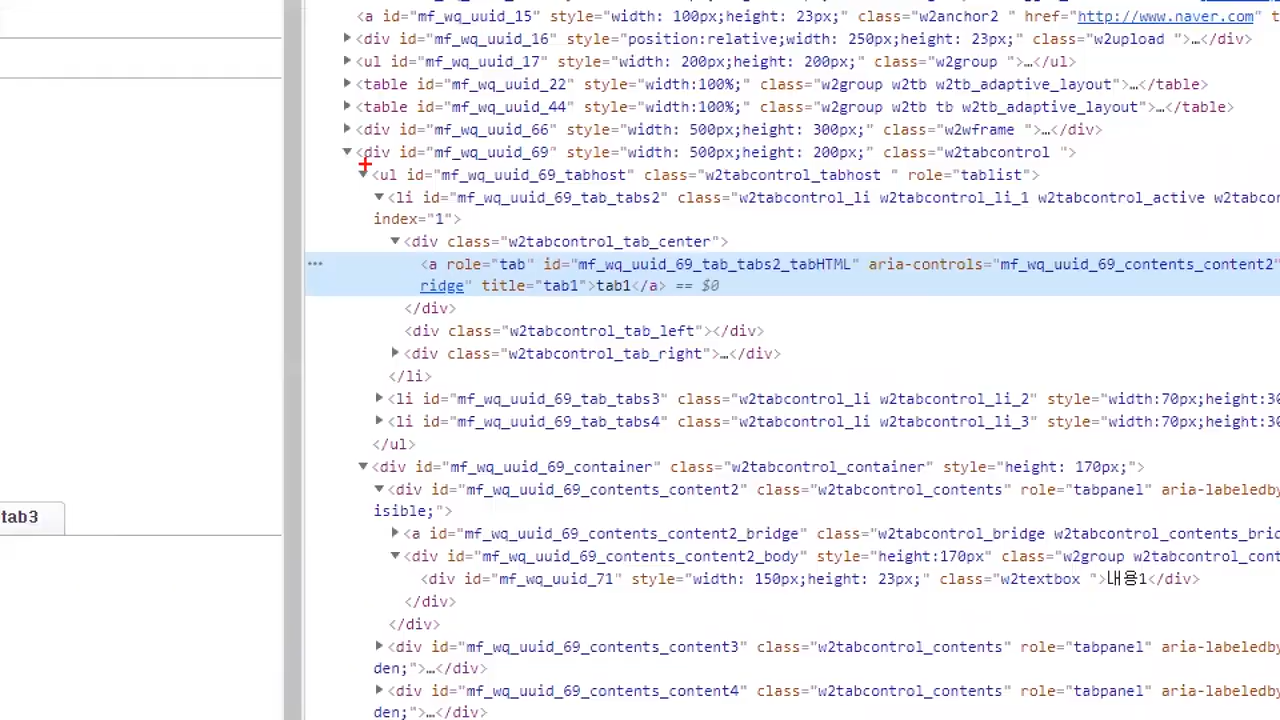 <a id="mf_wq_uuid_15" style="width: 100px;height: 23px;" class="w2anchor2 " href="http://www.naver.com" t
<div id="mf_wq_uuid_16" style="position:relative;width: 250px;height: 23px;" class="w2upload ">…</div>
<ul id="mf_wq_uuid_17" style="width: 200px;height: 200px;" class="w2group ">…</ul>
<table id="mf_wq_uuid_22" style="width:100%;" class="w2group w2tb w2tb_adaptive_layout">…</table>
<table id="mf_wq_uuid_44" style="width:100%;" class="w2group w2tb tb w2tb_adaptive_layout">…</table>
<div id="mf_wq_uuid_66" style="width: 500px;height: 300px;" class="w2wframe ">…</div>
<div id="mf_wq_uuid_69" style="width: 500px;height: 200px;" class="w2tabcontrol ">
<ul id="mf_wq_uuid_69_tabhost" class="w2tabcontrol_tabhost " role="tablist">
<li id="mf_wq_uuid_69_tab_tabs2" class="w2tabcontrol_li w2tabcontrol_li_1 w2tabcontrol_active w2tabco
index="1">
<div class="w2tabcontrol_tab_center">
<a role="tab" id="mf_wq_uuid_69_tab_tabs2_tabHTML" aria-controls="mf_wq_uuid_69_contents_content2
ridge" title="tab1">tab1</a> == $0
</div>
<div class="w2tabcontrol_tab_left"></div>
<div class="w2tabcontrol_tab_right">…</div>
</li>
<li id="mf_wq_uuid_69_tab_tabs3" class="w2tabcontrol_li w2tabcontrol_li_2" style="width:70px;height:30
<li id="mf_wq_uuid_69_tab_tabs4" class="w2tabcontrol_li w2tabcontrol_li_3" style="width:70px;height:30
</ul>
<div id="mf_wq_uuid_69_container" class="w2tabcontrol_container" style="height: 170px;">
<div id="mf_wq_uuid_69_contents_content2" class="w2tabcontrol_contents" role="tabpanel" aria-labeledby
isible;">
tab3
<a id="mf_wq_uuid_69_contents_content2_bridge" class="w2tabcontrol_bridge w2tabcontrol_contents_brid
<div id="mf_wq_uuid_69_contents_content2_body" style="height:170px" class="w2group w2tabcontrol_cont
<div id="mf_wq_uuid_71" style="width: 150px;height: 23px;" class="w2textbox ">내용1</div>
</div>
</div>
<div id="mf_wq_uuid_69_contents_content3" class="w2tabcontrol_contents" role="tabpanel" aria-labeledby
den;">…</div>
<div id="mf_wq_uuid_69_contents_content4" class="w2tabcontrol_contents" role="tabpanel" aria-labeledby
den;">…</div>